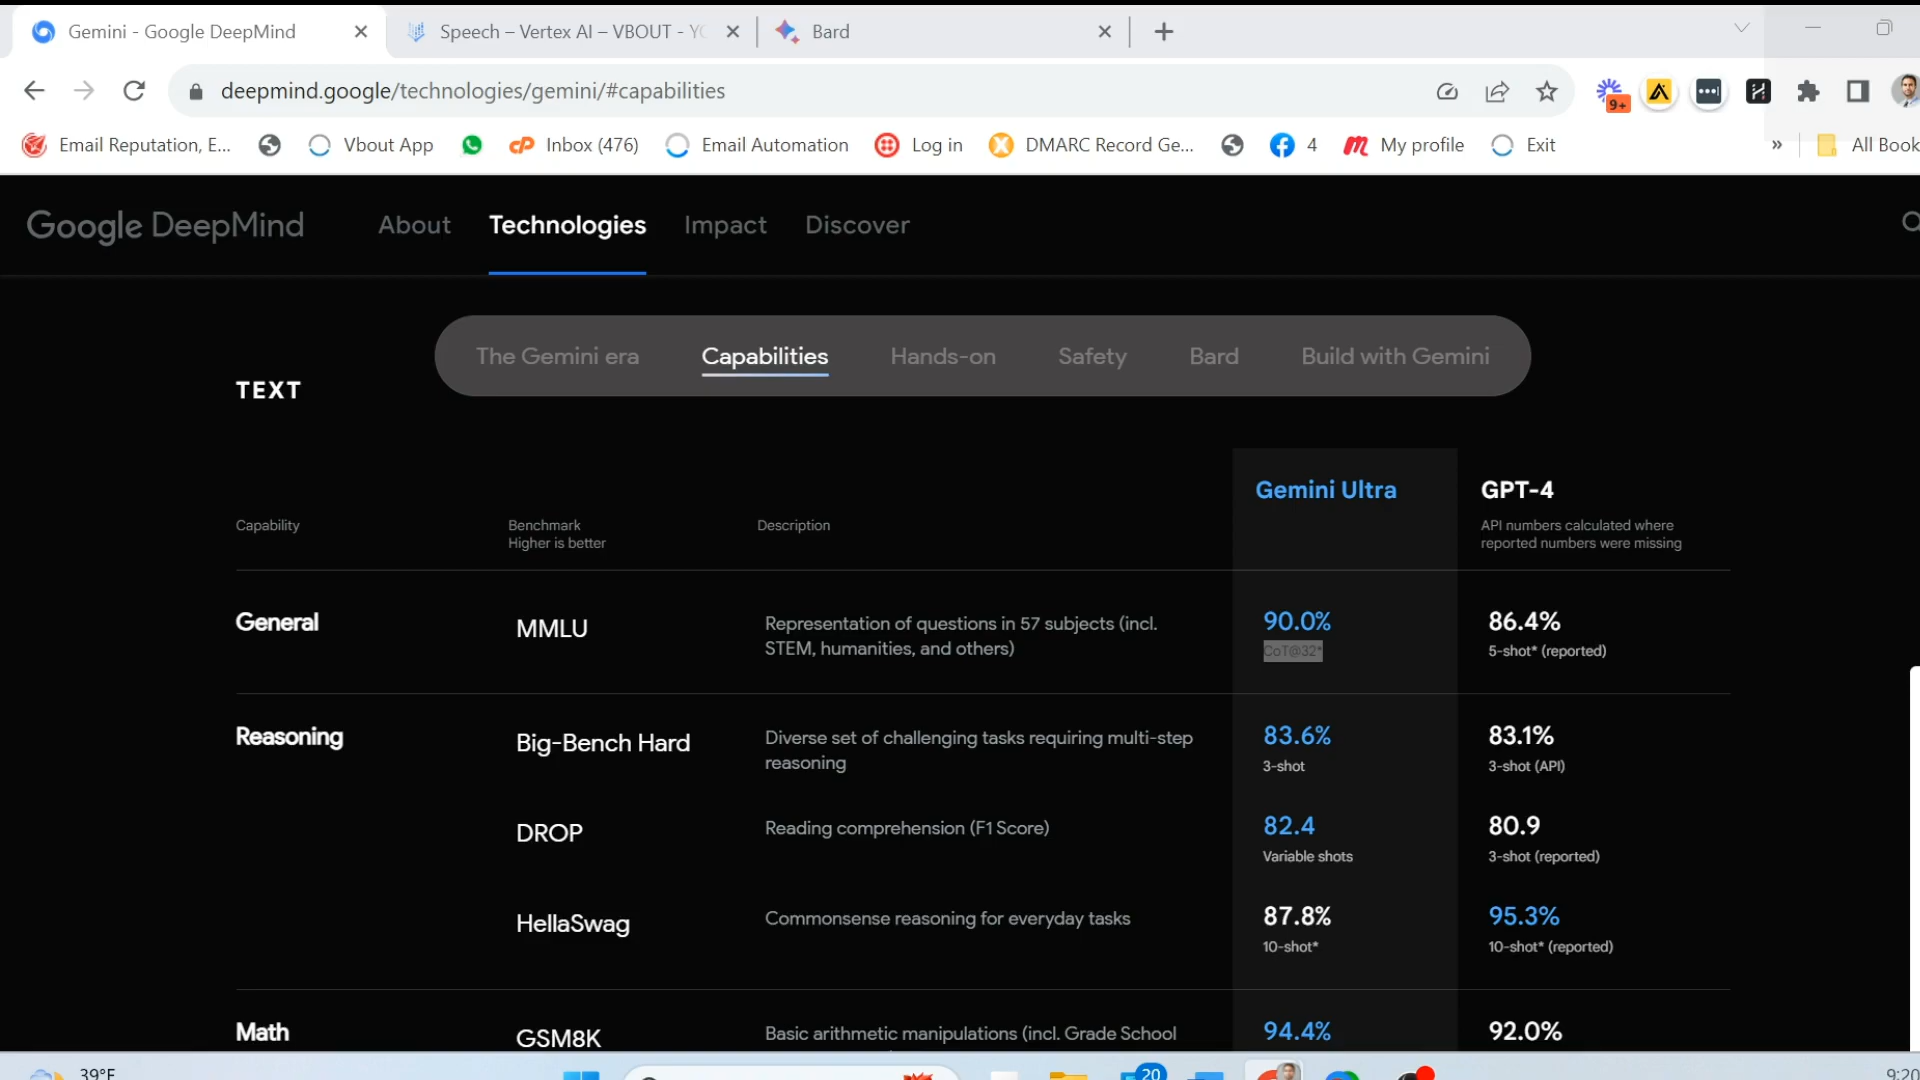 Gemini - Google DeepMind
Speech – Vertex AI – VBOUT -
Bard
deepmind.google/technologies/gemini/#capabilities
9+
Email Reputation, E...
Vbout App
cP Inbox (476)
Email Automation
Log in
DMARC Record Ge...
4
My profile
Exit
»
All Book
Google DeepMind
About
Technologies
Impact
Discover
The Gemini era
Capabilities
Hands-on
Safety
Bard
Build with Gemini
TEXT
Gemini Ultra
GPT-4
Capability
Benchmark
Higher is better
Description
API numbers calculated where
reported numbers were missing
General
MMLU
Representation of questions in 57 subjects (incl.
STEM, humanities, and others)
90.0%
CoT@32*
86.4%
5-shot* (reported)
Reasoning
Big-Bench Hard
Diverse set of challenging tasks requiring multi-step
reasoning
83.6%
3-shot
83.1%
3-shot (API)
DROP
Reading comprehension (F1 Score)
82.4
Variable shots
80.9
3-shot (reported)
HellaSwag
Commonsense reasoning for everyday tasks
87.8%
10-shot*
95.3%
10-shot* (reported)
Math
GSM8K
Basic arithmetic manipulations (incl. Grade School
94.4%
92.0%
39°F
20
9:20